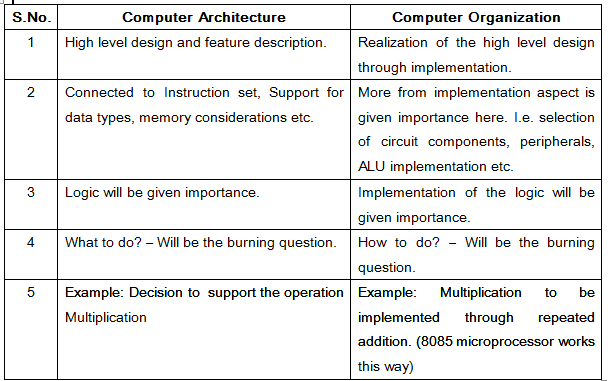 S.No. Computer Architecture Computer Organization
1 High level design and feature description. Realization of the high level design
through implementation.
2 Connected to Instruction set, Support for More from implementation aspect is
data types, memory considerations etc. given importance here. I.e. selection
of circuit components, peripherals,
ALU implementation etc.
3 Logic will be given importance. Implementation of the logic will be
given importance.
4 What to do? – Will be the burning question. How to do? – Will be the burning
question.
5 Example: Decision to support the operation Example: Multiplication to be
Multiplication implemented through repeated
addition. (8085 microprocessor works
this way)